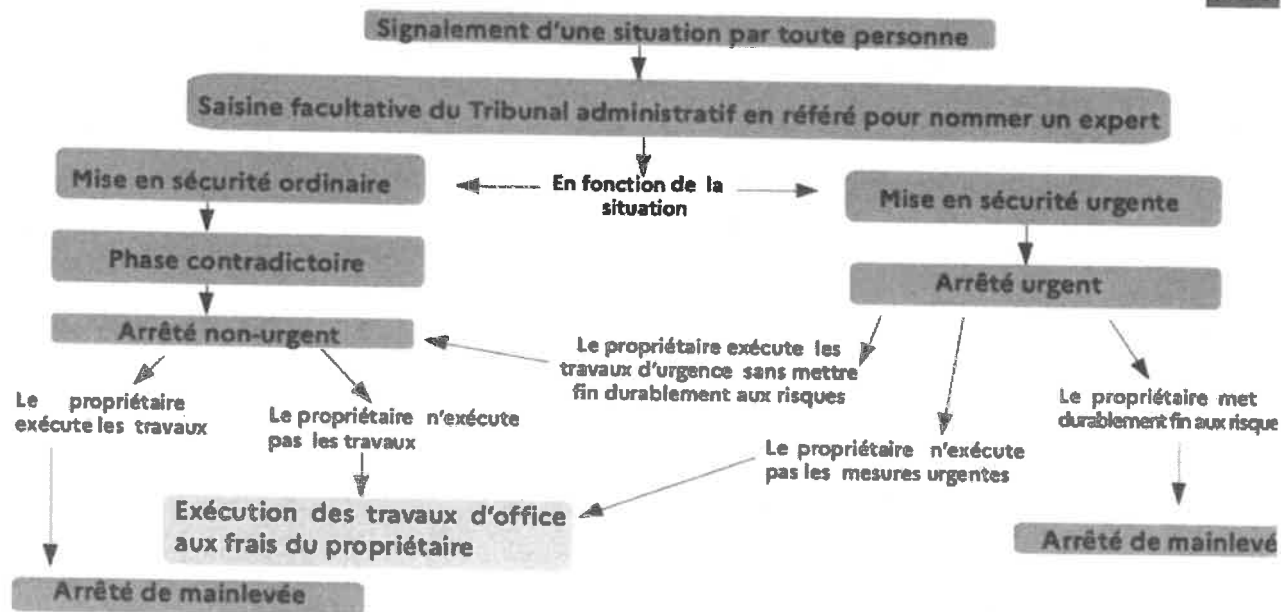 Signalement d'une situation par toute personne
Saisine facultative du Tribunal administratif en référé pour nommer un expert
Mise en sécurité ordinaire
En fonction de la
situation
Mise en sécurité urgente
Phase contradictoire
Arrêté urgent
Arrêté non-urgent
Le propriétaire exécute les
travaux d'urgence sans mettre
fin durablement aux risques
Le propriétaire
exécute les travaux
Le propriétaire n'exécute
pas les travaux
Le propriétaire met
durablement fin aux risque
Le propriétaire n'exécute
pas les mesures urgentes
Exécution des travaux d'office
aux frais du propriétaire
Arrêté de mainlevé
Arrêté de mainlevée